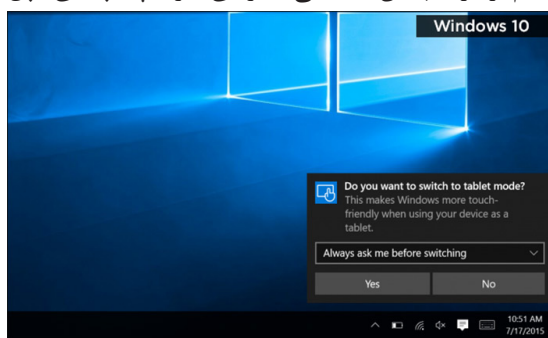 Windows 10
Do you want to switch to tablet mode?
This makes Windows more touch-
friendly when using your device as a
tablet.
Always ask me before switching
Yes
No
10:51 AM
7/17/2015